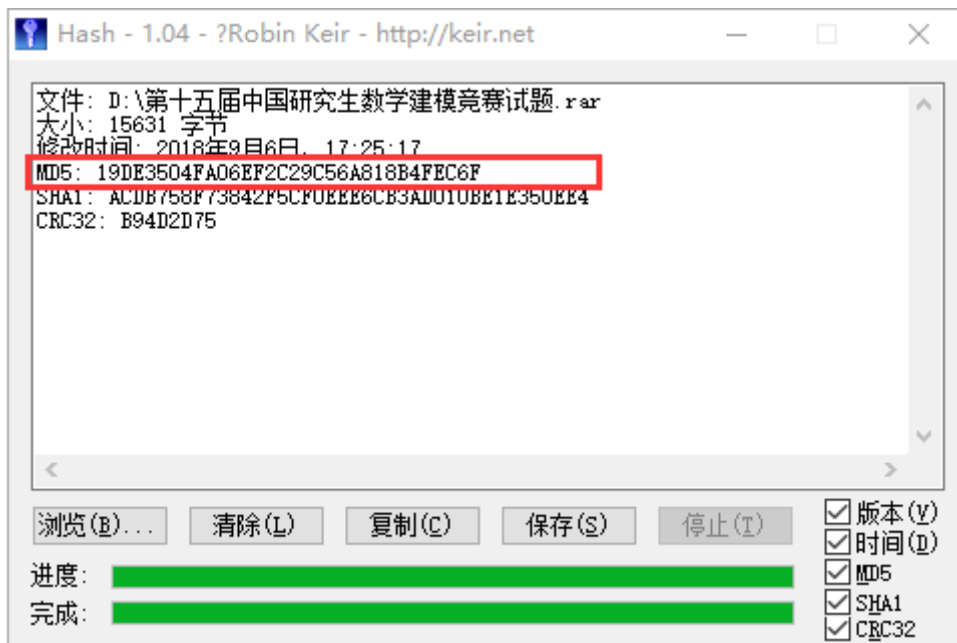 Hash - 1.04 - ?Robin Keir - http://keir.net
文件: D:\第十五届中国研究生数学建模竞赛试题.rar
大小: 15631 字节
修改时间: 2018年9月6日, 17:25:17
MD5: 19DE3504FA06EF2C29C56A818B4FEC6F
SHA1: ACDB758F73842F5CF0EEE6CB3AD010BE1E350EE4
CRC32: B94D2D75
浏览(B)... 清除(L) 复制(C) 保存(S) 停止(T)
版本(V)
时间(D)
MD5
SHA1
CRC32
进度:
完成: